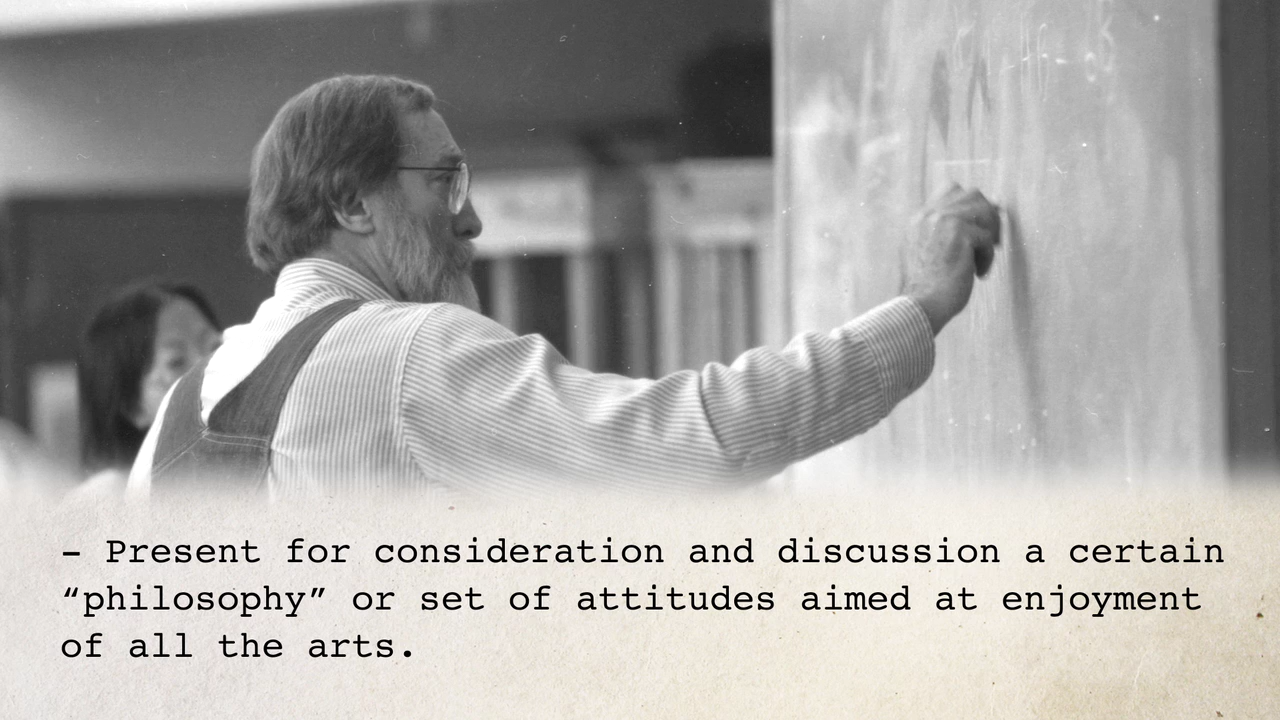 – Present for consideration and discussion a certain
“philosophy” or set of attitudes aimed at enjoyment
of all the arts.